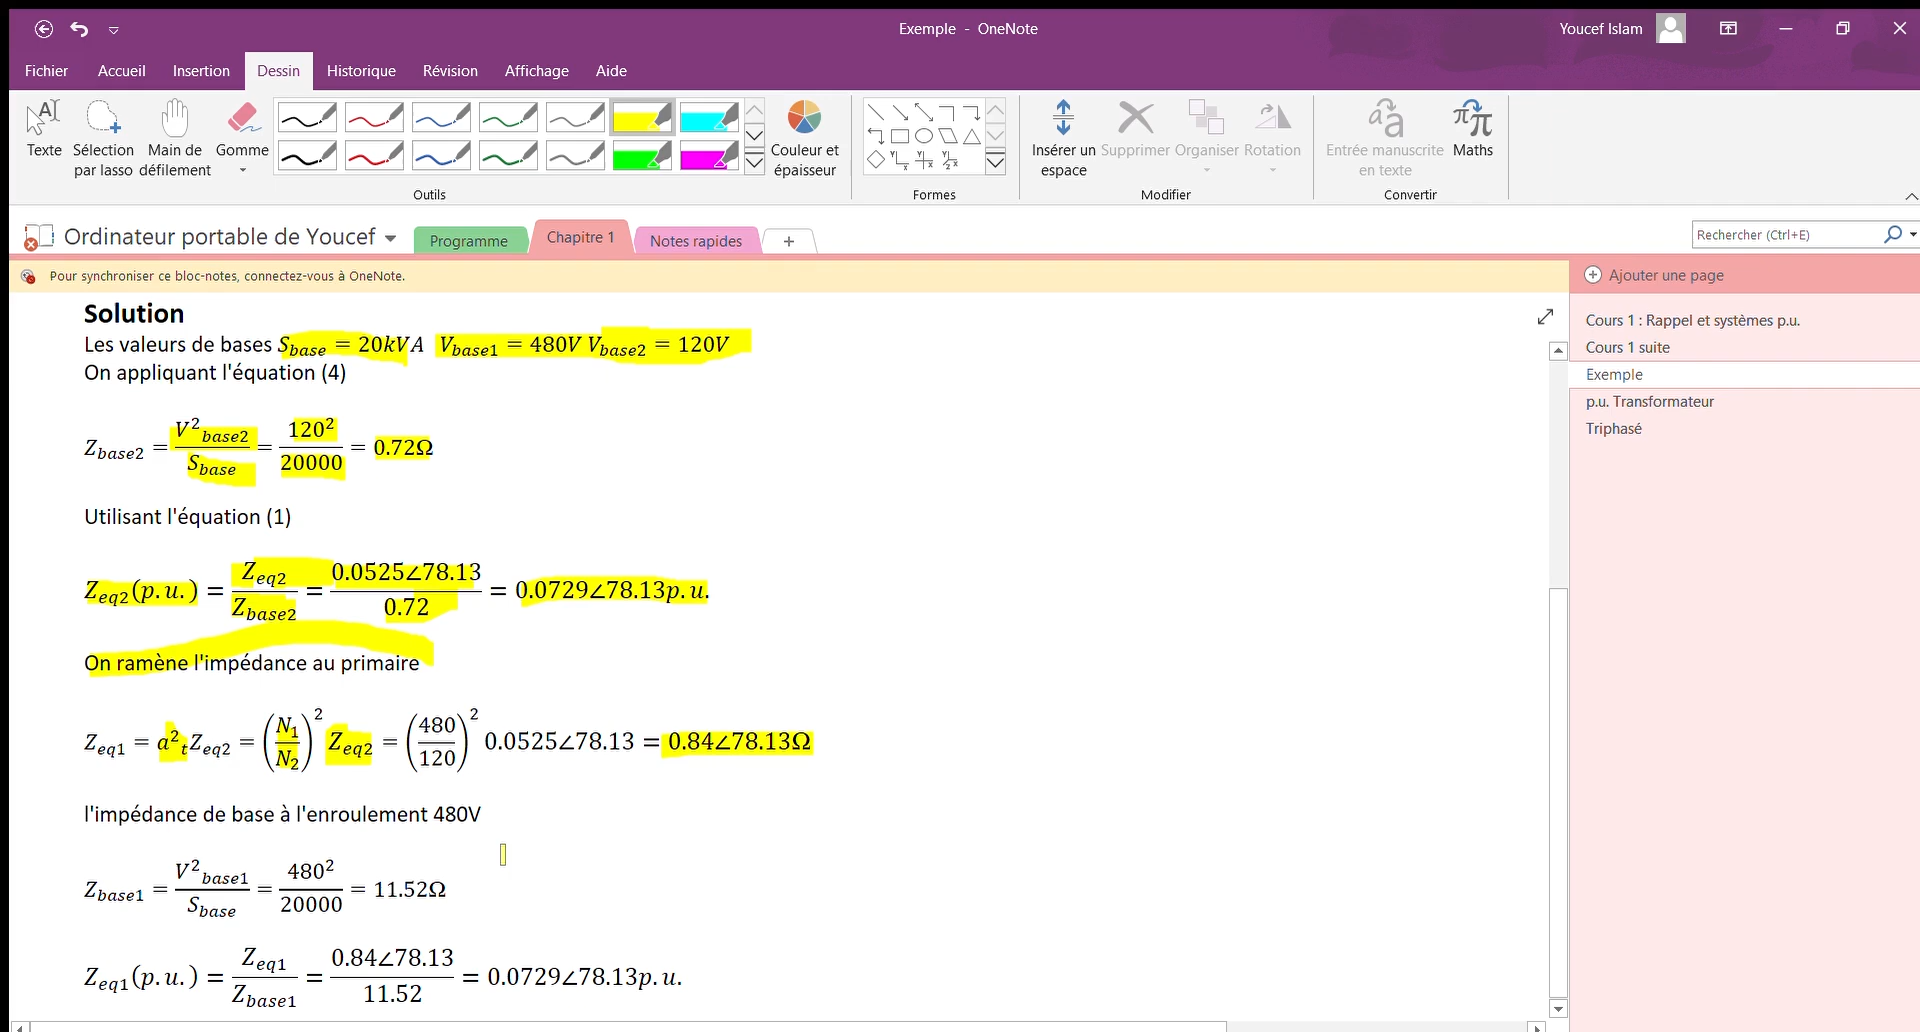 Exemple - OneNote
Youcef Islam
Fichier Accueil Insertion Dessin Historique Révision Affichage Aide
Texte
Sélection par lasso
Main de défilement
Gomme
Couleur et épaisseur
Insérer un espace
Supprimer
Organiser
Rotation
Entrée manuscrite en texte
Maths
Outils
Formes
Modifier
Convertir
Ordinateur portable de Youcef
Programme
Chapitre 1
Notes rapides
+
Rechercher (Ctrl+E)
Pour synchroniser ce bloc-notes, connectez-vous à OneNote.
Ajouter une page
Cours 1 : Rappel et systèmes p.u.
Cours 1 suite
Exemple
p.u. Transformateur
Triphasé
Solution
Les valeurs de bases S_base = 20kVA V_base1 = 480V V_base2 = 120V
On appliquant l'équation (4)
Z_base2 = V²_base2 / S_base = 120² / 20000 = 0.72Ω
Utilisant l'équation (1)
Z_eq2(p.u.) = Z_eq2 / Z_base2 = 0.0525∠78.13 / 0.72 = 0.0729∠78.13p.u.
On ramène l'impédance au primaire
Z_eq1 = a²_t Z_eq2 = (N₁ / N₂)² Z_eq2 = (480 / 120)² 0.0525∠78.13 = 0.84∠78.13Ω
l'impédance de base à l'enroulement 480V
Z_base1 = V²_base1 / S_base = 480² / 20000 = 11.52Ω
Z_eq1(p.u.) = Z_eq1 / Z_base1 = 0.84∠78.13 / 11.52 = 0.0729∠78.13p.u.